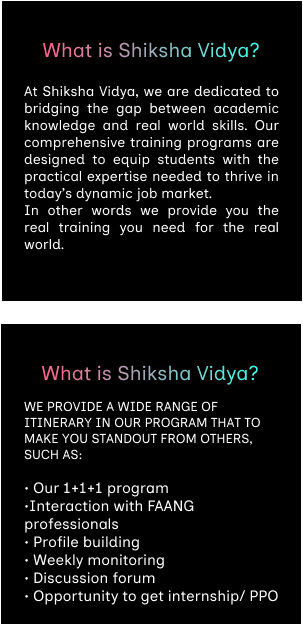 What is Shiksha Vidya?
At Shiksha Vidya, we are dedicated to
bridging the gap between academic
knowledge and real world skills. Our
comprehensive training programs are
designed to equip students with the
practical expertise needed to thrive in
today's dynamic job market.
In other words we provide you the
real training you need for the real
world.
What is Shiksha Vidya?
WE PROVIDE A WIDE RANGE OF
ITINERARY IN OUR PROGRAM THAT TO
MAKE YOU STANDOUT FROM OTHERS,
SUCH AS:
• Our 1+1+1 program
•Interaction with FAANG
professionals
• Profile building
• Weekly monitoring
• Discussion forum
• Opportunity to get internship/ PPO